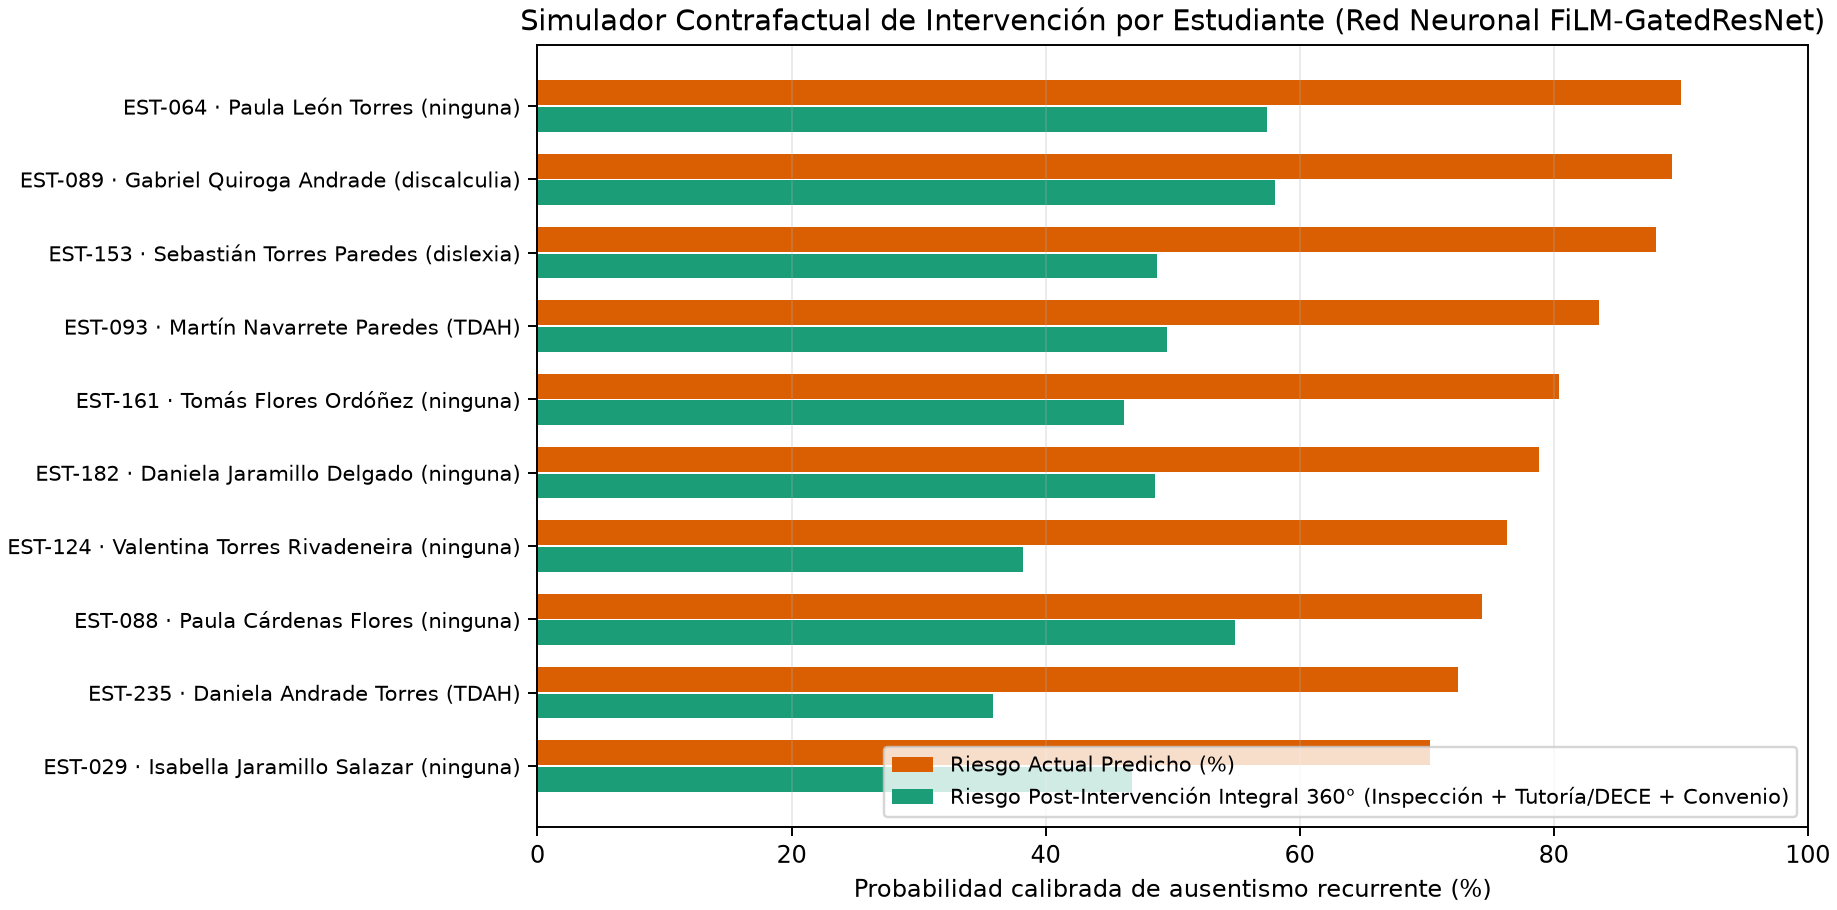 Simulador Contrafactual de Intervención por Estudiante (Red Neuronal FiLM-GatedResNet)
EST-064 · Paula León Torres (ninguna)
EST-089 · Gabriel Quiroga Andrade (discalculia)
EST-153 · Sebastián Torres Paredes (dislexia)
EST-093 · Martín Navarrete Paredes (TDAH)
EST-161 · Tomás Flores Ordóñez (ninguna)
EST-182 · Daniela Jaramillo Delgado (ninguna)
EST-124 · Valentina Torres Rivadeneira (ninguna)
EST-088 · Paula Cárdenas Flores (ninguna)
EST-235 · Daniela Andrade Torres (TDAH)
EST-029 · Isabella Jaramillo Salazar (ninguna)
Riesgo Actual Predicho (%)
Riesgo Post-Intervención Integral 360° (Inspección + Tutoría/DECE + Convenio)
0 20 40 60 80 100
Probabilidad calibrada de ausentismo recurrente (%)